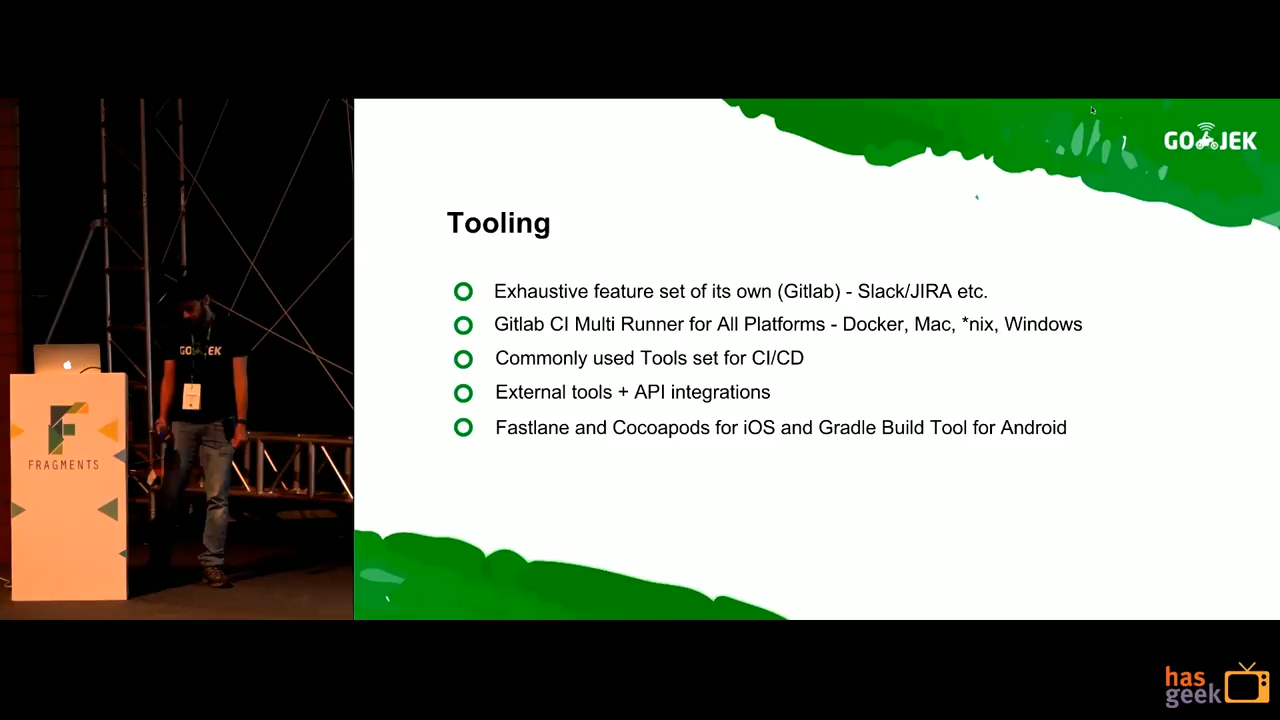 GO JEK
Tooling
Exhaustive feature set of its own (Gitlab) - Slack/JIRA etc.
Gitlab CI Multi Runner for All Platforms - Docker, Mac, *nix, Windows
Commonly used Tools set for CI/CD
External tools + API integrations
Fastlane and Cocoapods for iOS and Gradle Build Tool for Android
GO JEK
F
FRAGMENTS
has
geek